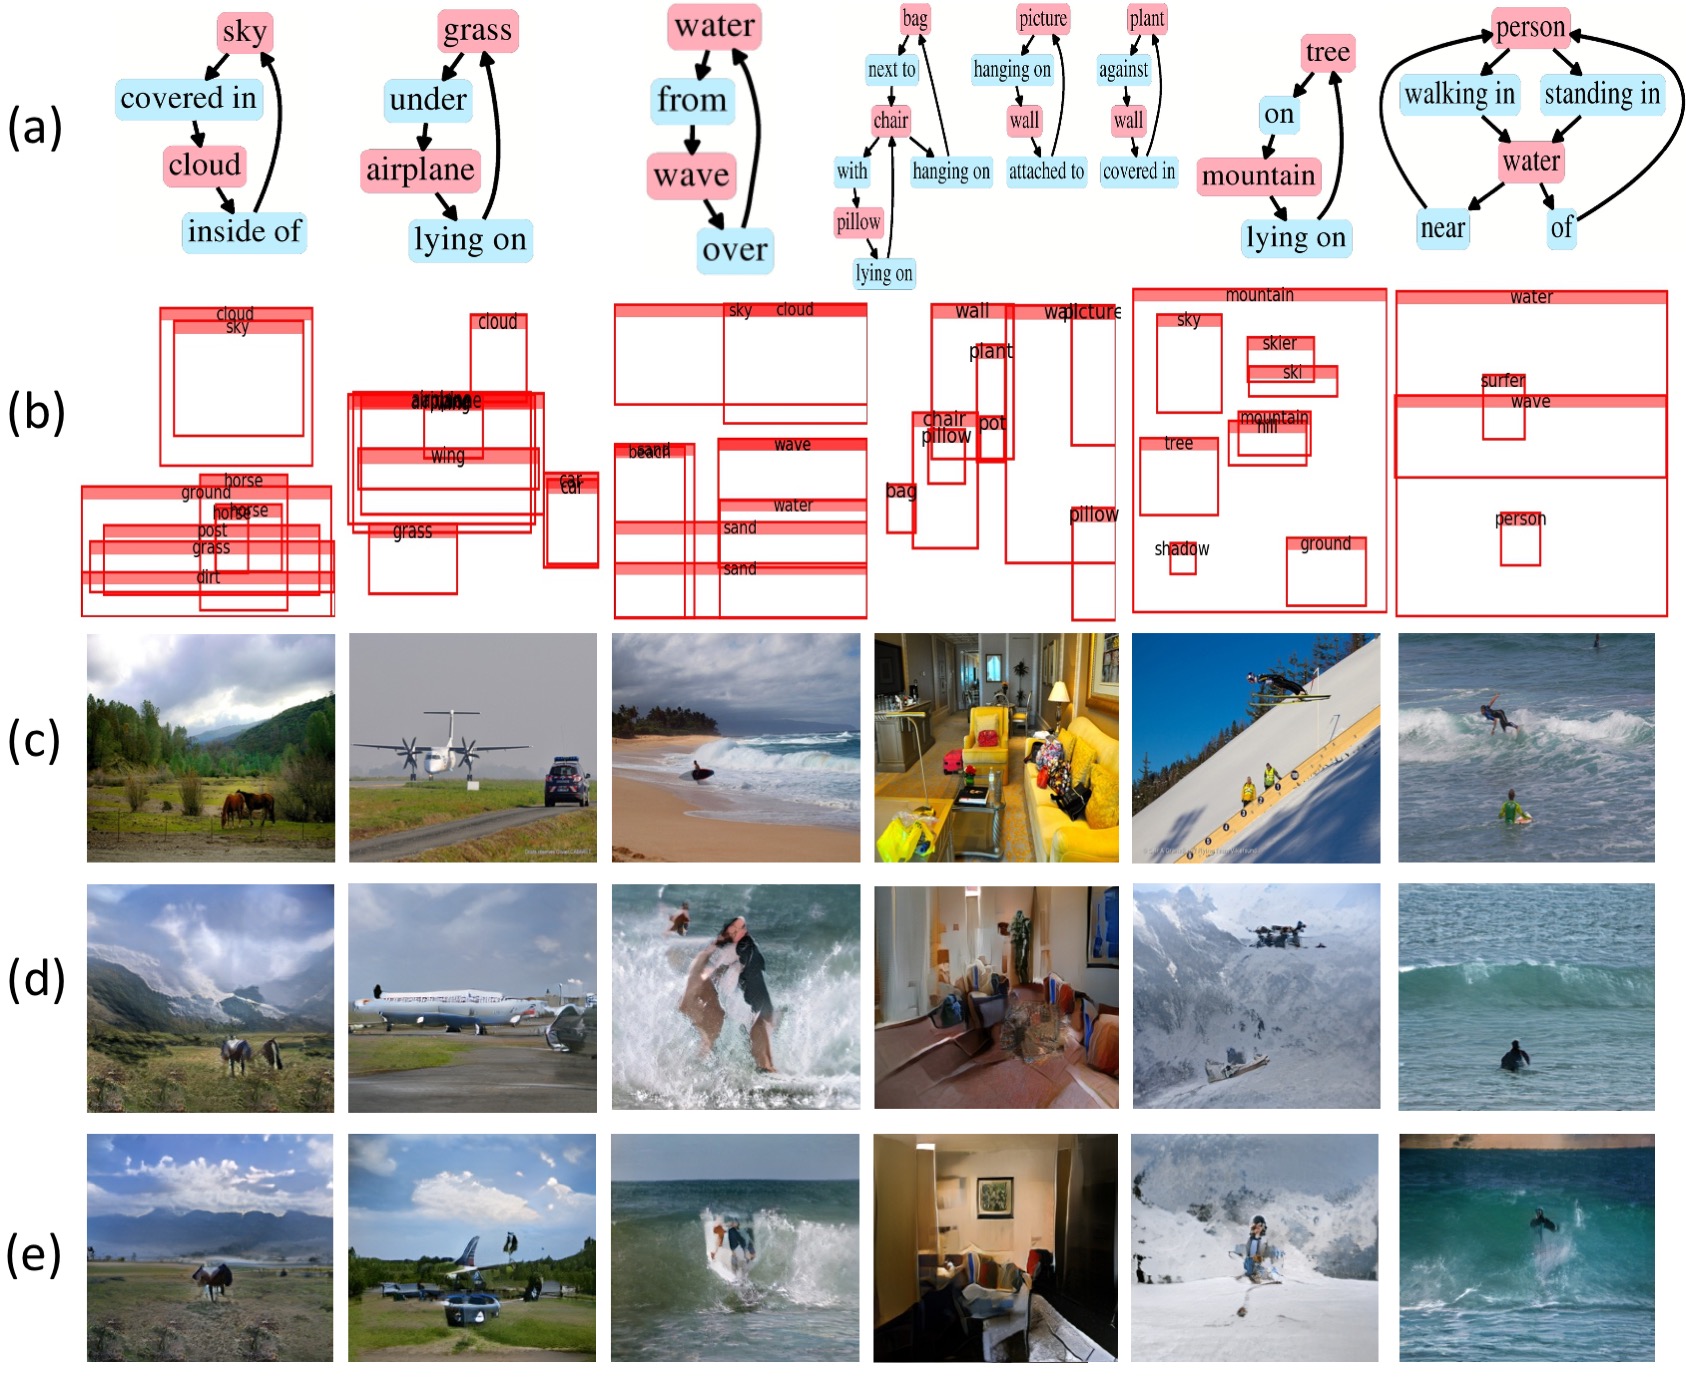 (a)
sky
covered in
cloud
inside of
grass
under
airplane
lying on
water
from
wave
over
bag
next to
chair
with
hanging on
pillow
lying on
picture
hanging on
wall
attached to
plant
against
wall
covered in
tree
on
mountain
lying on
person
walking in
standing in
water
near
of
(b)
cloud
sky
horse
ground
horse
horse
post
grass
dirt
cloud
airplane
wing
car
car
grass
sky
cloud
sand
beach
wave
water
sand
sand
wall
wall
picture
plant
chair
pot
pillow
bag
pillow
mountain
sky
skier
ski
mountain
hill
tree
shadow
ground
water
surfer
wave
person
(c)
(d)
(e)